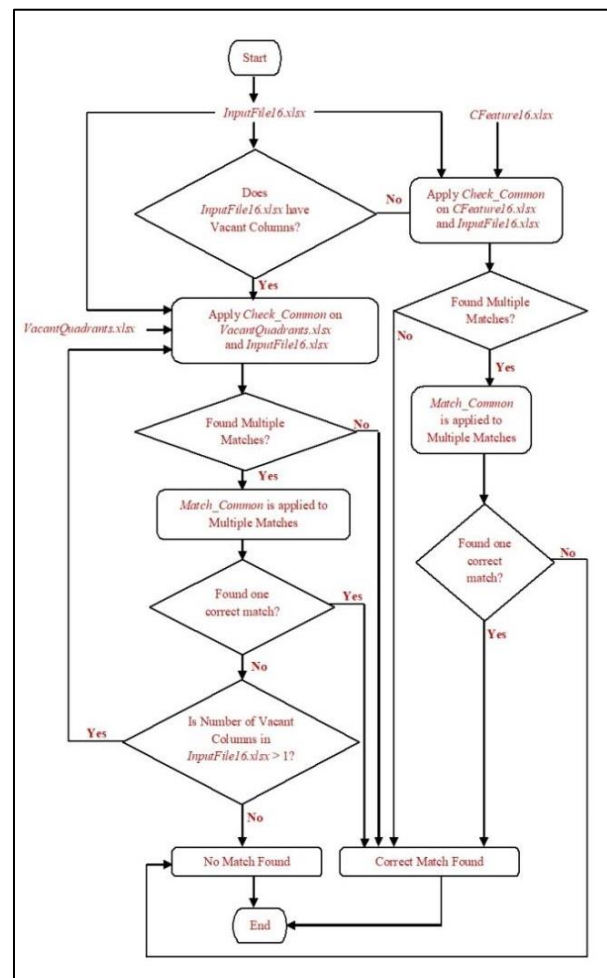 Start
InputFile16.xlsx
CFeature16.xlsx
Does
InputFile16.xlsx have
Vacant Columns?
No
Apply Check_Common
on CFeature16.xlsx
and InputFile16.xlsx
Yes
VacantQuadrants.xlsx
Apply Check_Common on
VacantQuadrants.xlsx
and InputFile16.xlsx
Found Multiple
Matches?
No
Yes
Match_Common
is applied to
Multiple Matches
Found Multiple
Matches?
No
Yes
Match_Common is applied to
Multiple Matches
Found one
correct
match?
No
Yes
Found one
correct match?
Yes
No
Is Number of Vacant
Columns in
InputFile16.xlsx > 1?
Yes
No
No Match Found
Correct Match Found
End